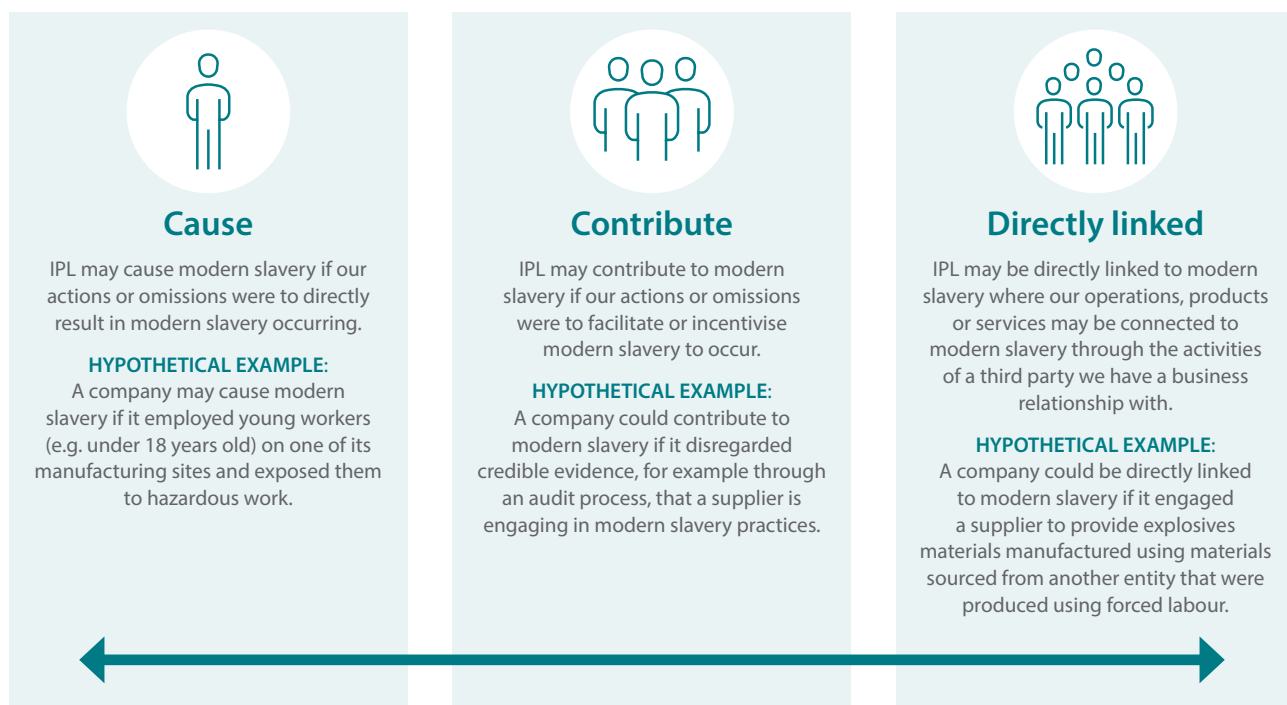 Cause
IPL may cause modern slavery if our
actions or omissions were to directly
result in modern slavery occurring.
HYPOTHETICAL EXAMPLE:
A company may cause modern
slavery if it employed young workers
(e.g. under 18 years old) on one of its
manufacturing sites and exposed them
to hazardous work.
Contribute
IPL may contribute to modern
slavery if our actions or omissions
were to facilitate or incentivise
modern slavery to occur.
HYPOTHETICAL EXAMPLE:
A company could contribute to
modern slavery if it disregarded
credible evidence, for example through
an audit process, that a supplier is
engaging in modern slavery practices.
Directly linked
IPL may be directly linked to modern
slavery where our operations, products
or services may be connected to
modern slavery through the activities
of a third party we have a business
relationship with.
HYPOTHETICAL EXAMPLE:
A company could be directly linked
to modern slavery if it engaged
a supplier to provide explosives
materials manufactured using materials
sourced from another entity that were
produced using forced labour.